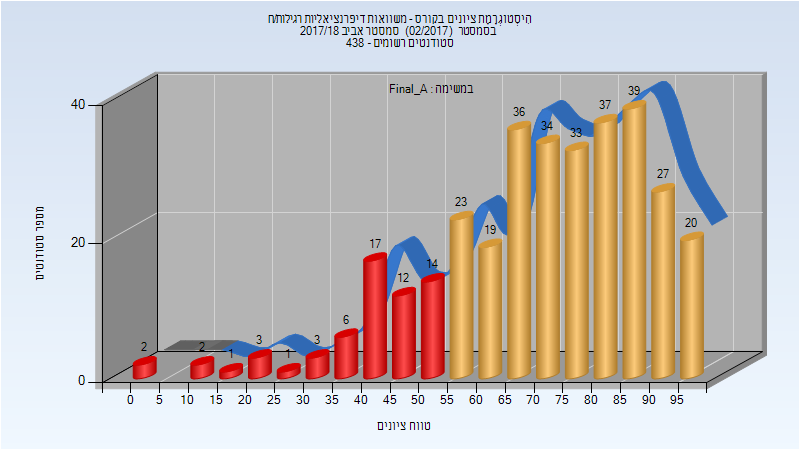 היסטוגרמת ציונים בקורס - משוואות דיפרנציאליות רגילות/ח
בסמסטר (02/2017) סמסטר אביב 2017/18
סטודנטים רשומים - 438
במשימה : Final_A
מספר סטודנטים
40
20
0
2 2 1 3 1 3 6 17 12 14 23 19 36 34 33 37 39 27 20
0 5 10 15 20 25 30 35 40 45 50 55 60 65 70 75 80 85 90 95
טווח ציונים